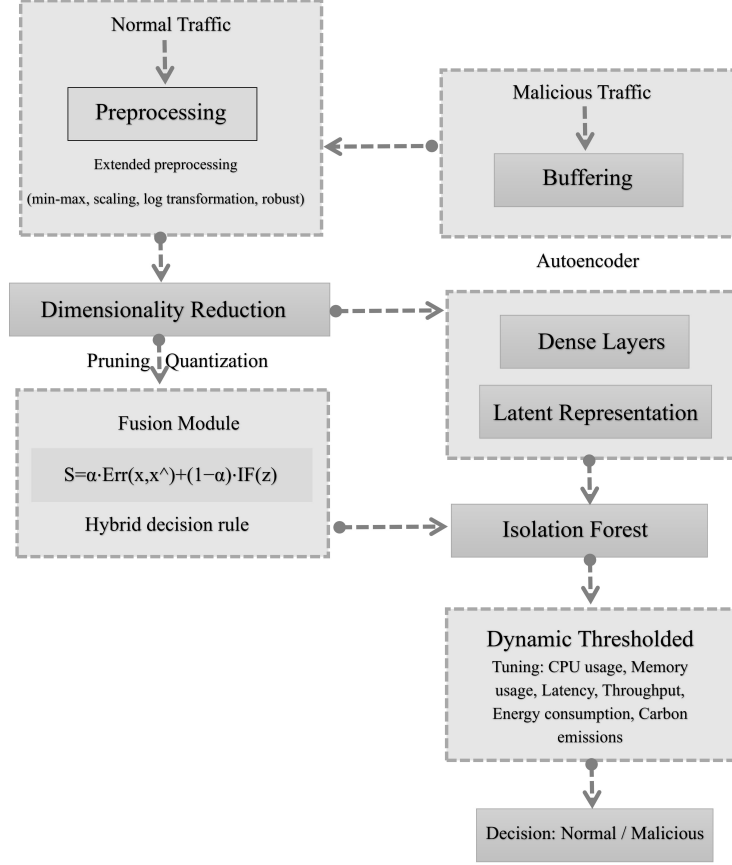 Normal Traffic
Preprocessing
Extended preprocessing
(min-max, scaling, log transformation, robust)
Malicious Traffic
Buffering
Autoencoder
Dimensionality Reduction
Dense Layers
Pruning Quantization
Latent Representation
Fusion Module
S=α·Err(x,x^)+(1−α)·IF(z)
Hybrid decision rule
Isolation Forest
Dynamic Thresholded
Tuning: CPU usage, Memory
usage, Latency, Throughput,
Energy consumption, Carbon
emissions
Decision: Normal / Malicious